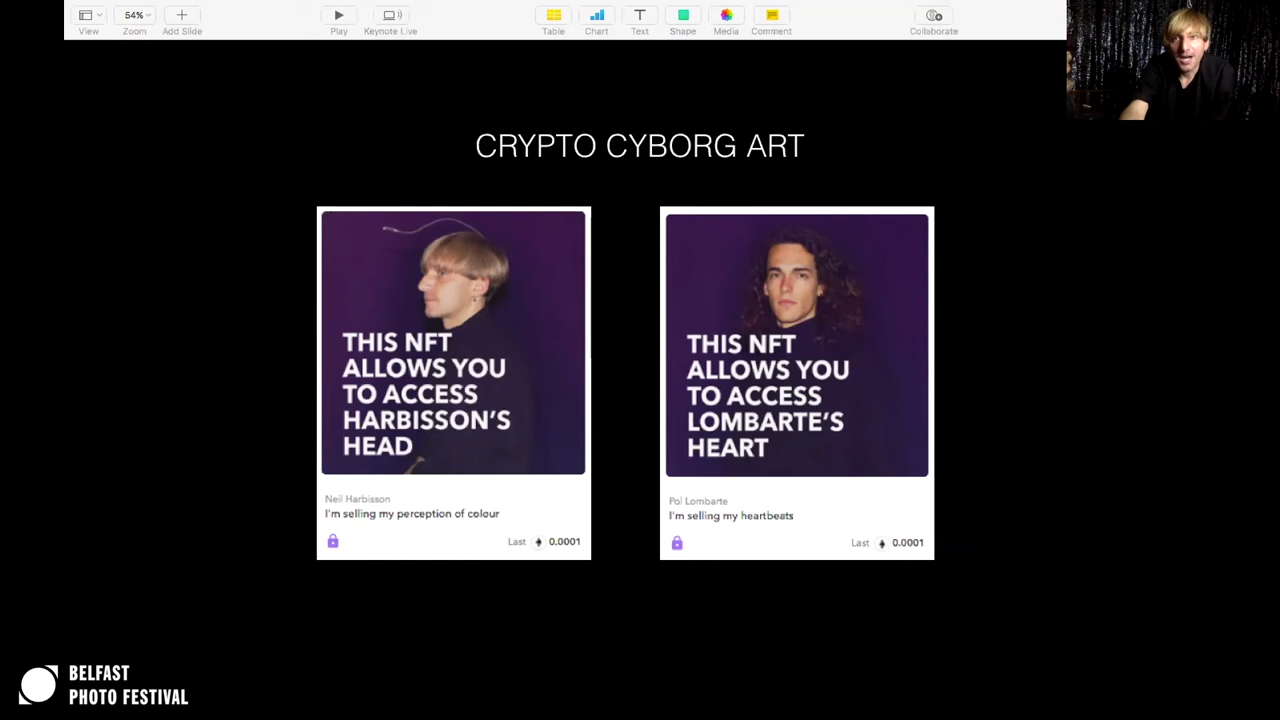 54%
View
Zoom
Add Slide
Play
Keynote Live
Table
Chart
Text
Shape
Media
Comment
Collaborate
CRYPTO CYBORG ART
THIS NFT
ALLOWS YOU
TO ACCESS
HARBISSON'S
HEAD
Neil Harbisson
I'm selling my perception of colour
Last 0.0001
THIS NFT
ALLOWS YOU
TO ACCESS
LOMBARTE'S
HEART
Pol Lombarte
I'm selling my heartbeats
Last 0.0001
BELFAST
PHOTO FESTIVAL